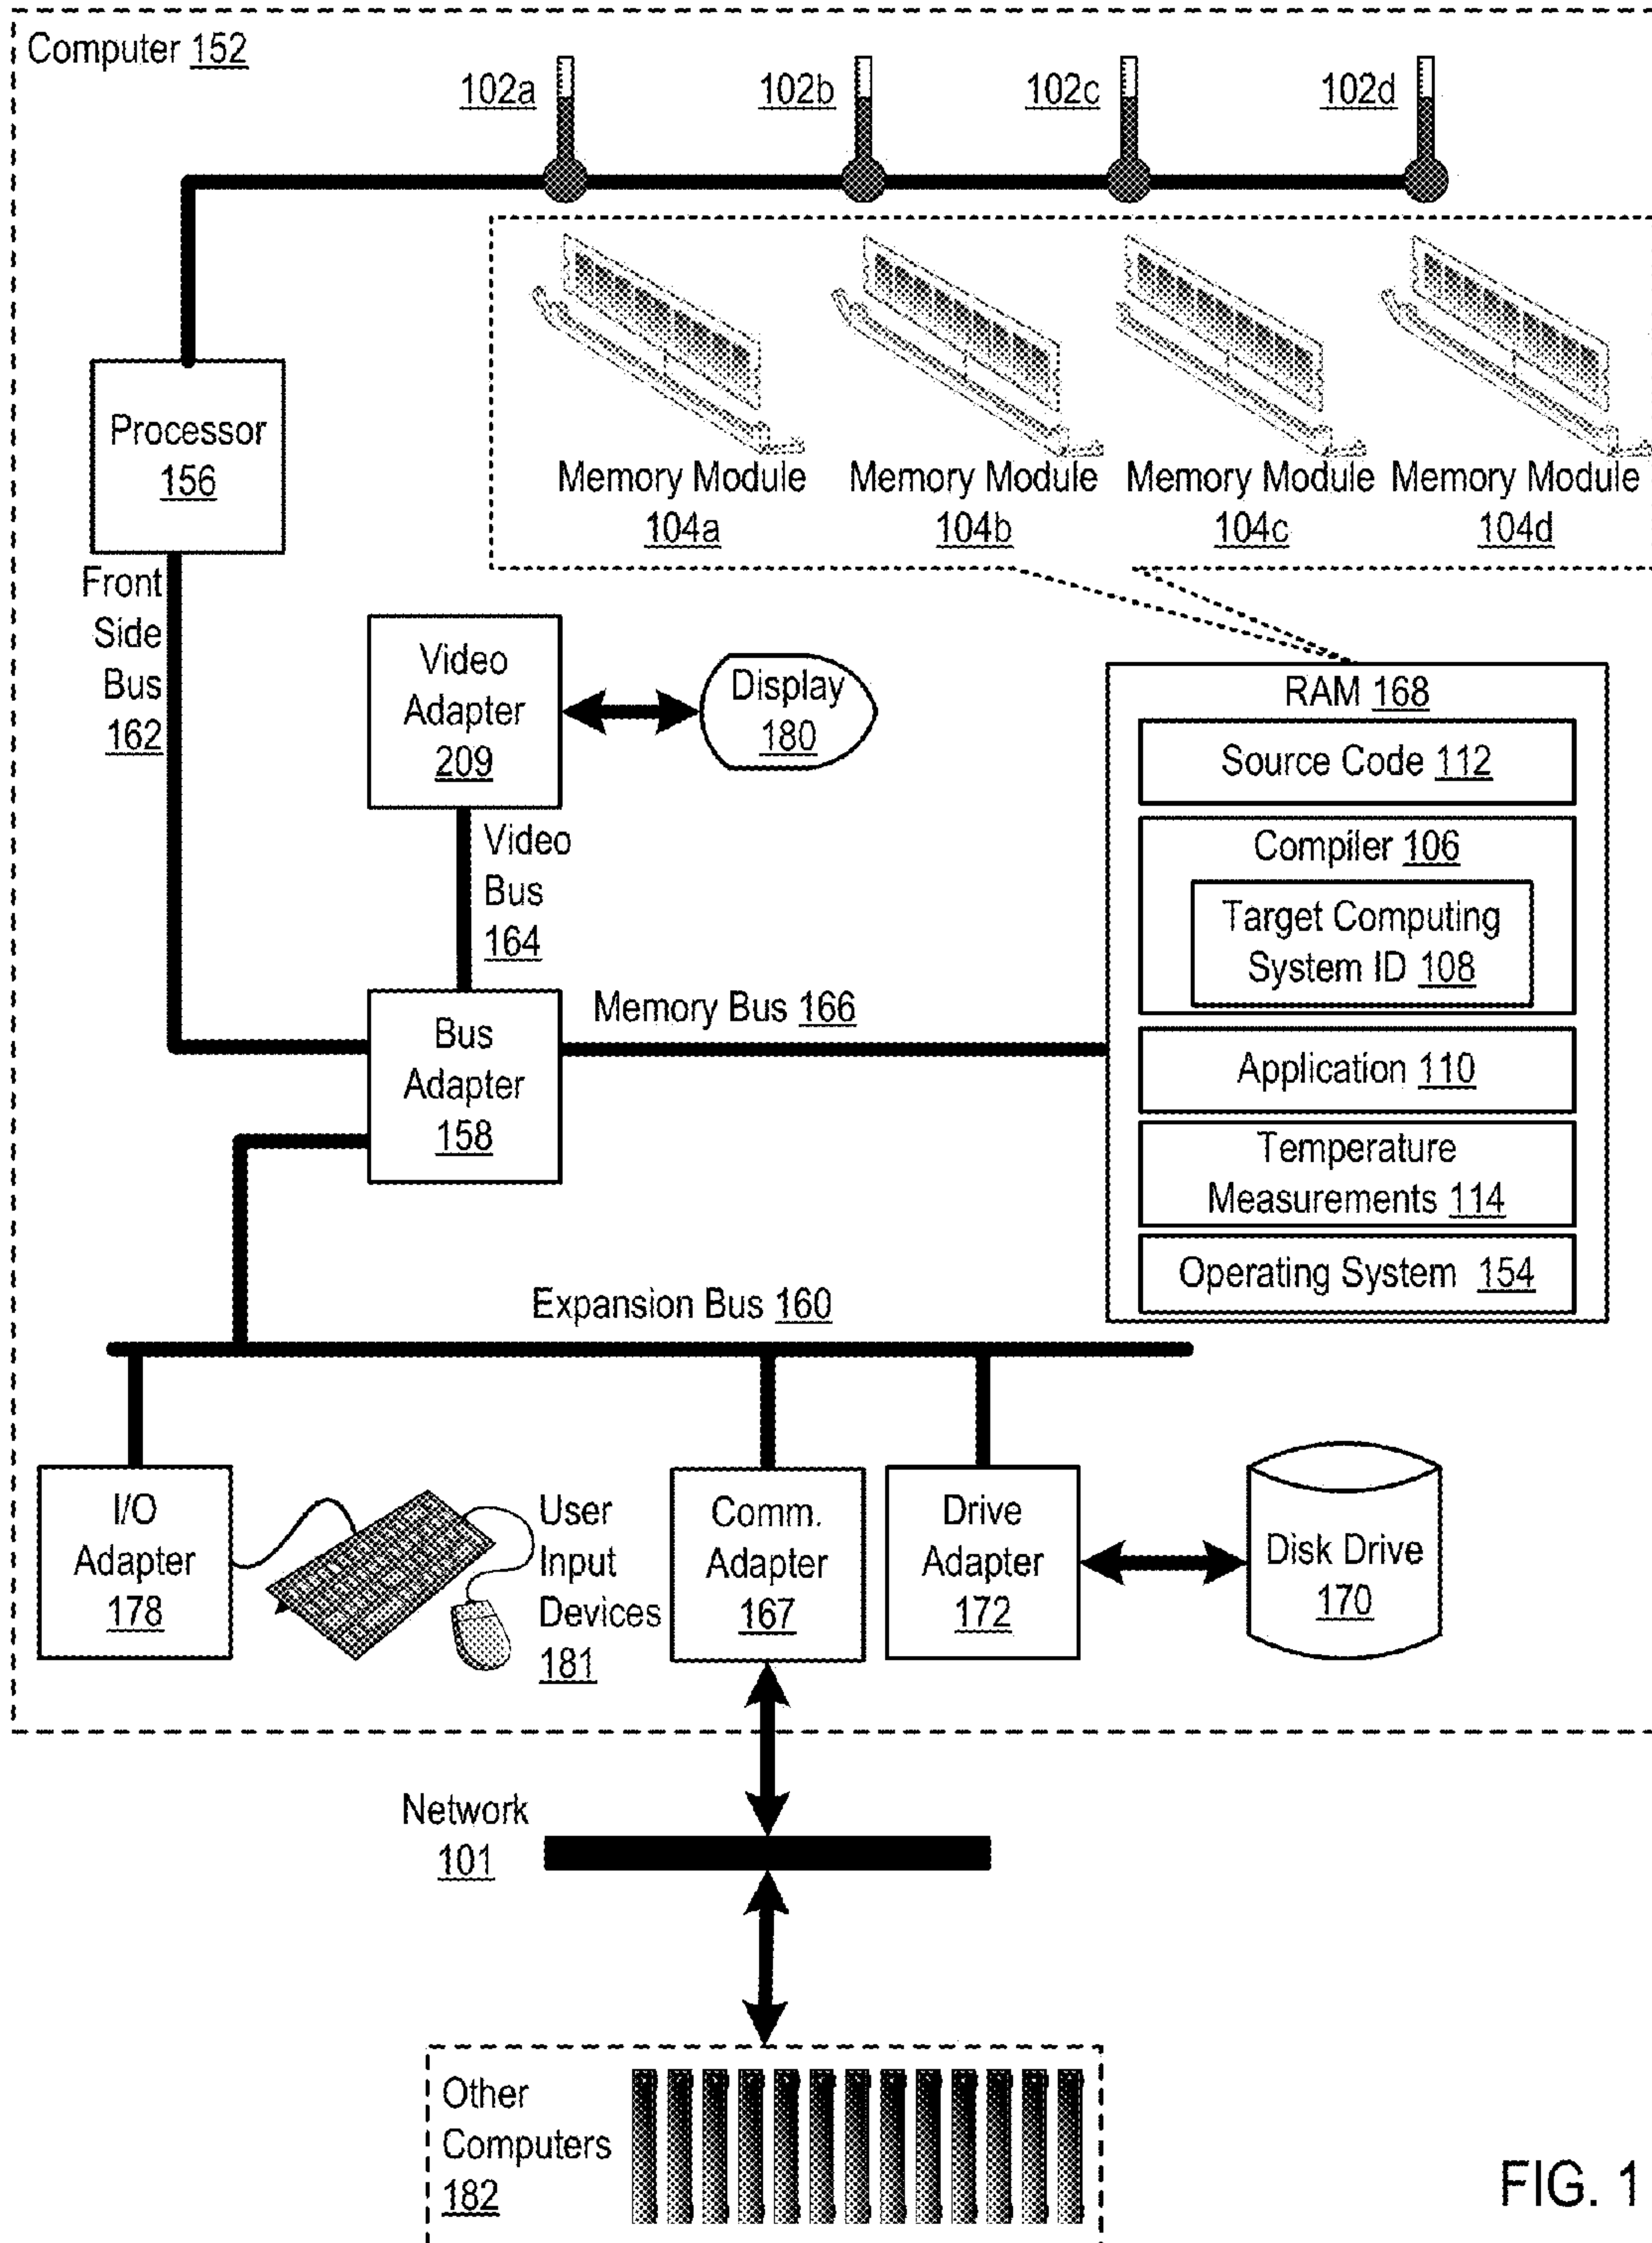 Computer 152
102a
102b
102c
102d
Processor
156
Memory Module
104a
Memory Module
104b
Memory Module
104c
Memory Module
104d
Front
Side
Bus
162
Video
Adapter
209
Display
180
Video
Bus
164
RAM 168
Source Code 112
Compiler 106
Target Computing
System ID 108
Application 110
Temperature
Measurements 114
Operating System 154
Bus
Adapter
158
Memory Bus 166
Expansion Bus 160
I/O
Adapter
178
User
Input
Devices
181
Comm.
Adapter
167
Drive
Adapter
172
Disk Drive
170
Network
101
Other
Computers
182
FIG. 1